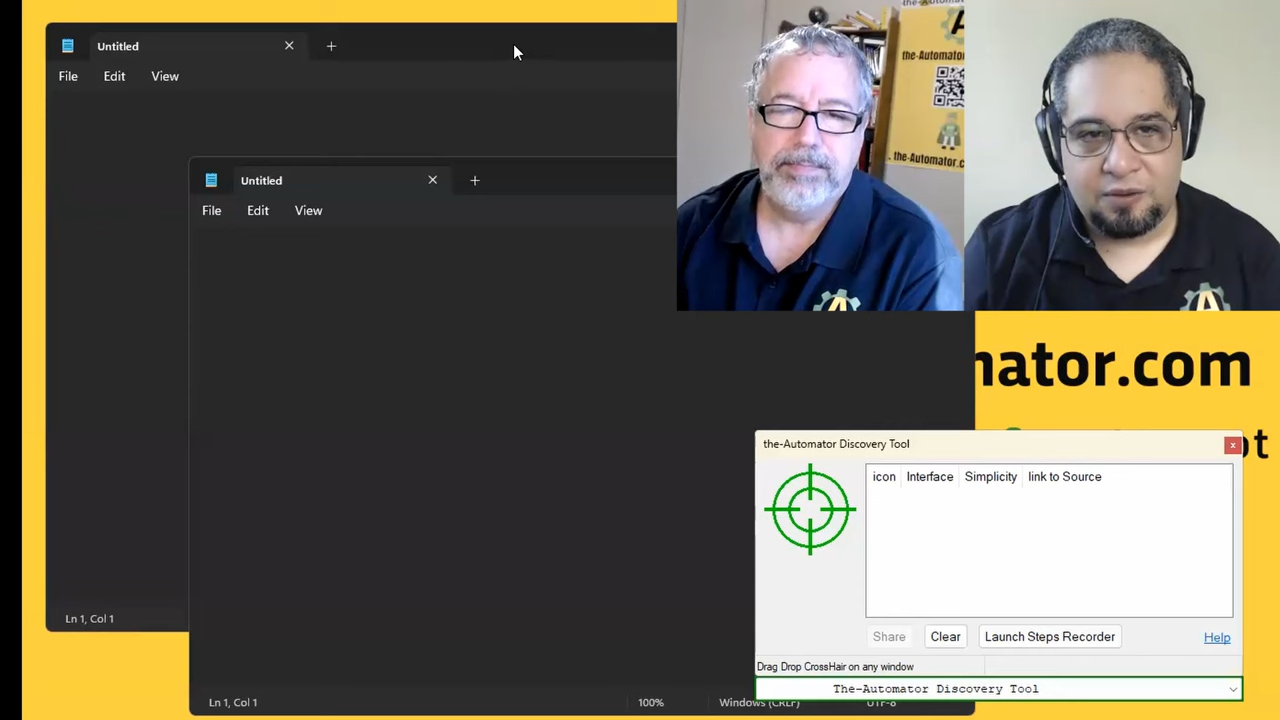 Untitled
File Edit View
Untitled
File Edit View
the-Automator
the-Automator.c
nator.com
ot
the-Automator Discovery Tool
icon Interface Simplicity link to Source
Share Clear Launch Steps Recorder Help
Drag Drop CrossHair on any window
The-Automator Discovery Tool
Ln 1, Col 1
Ln 1, Col 1 100% Windows (CRLF) UTF-8